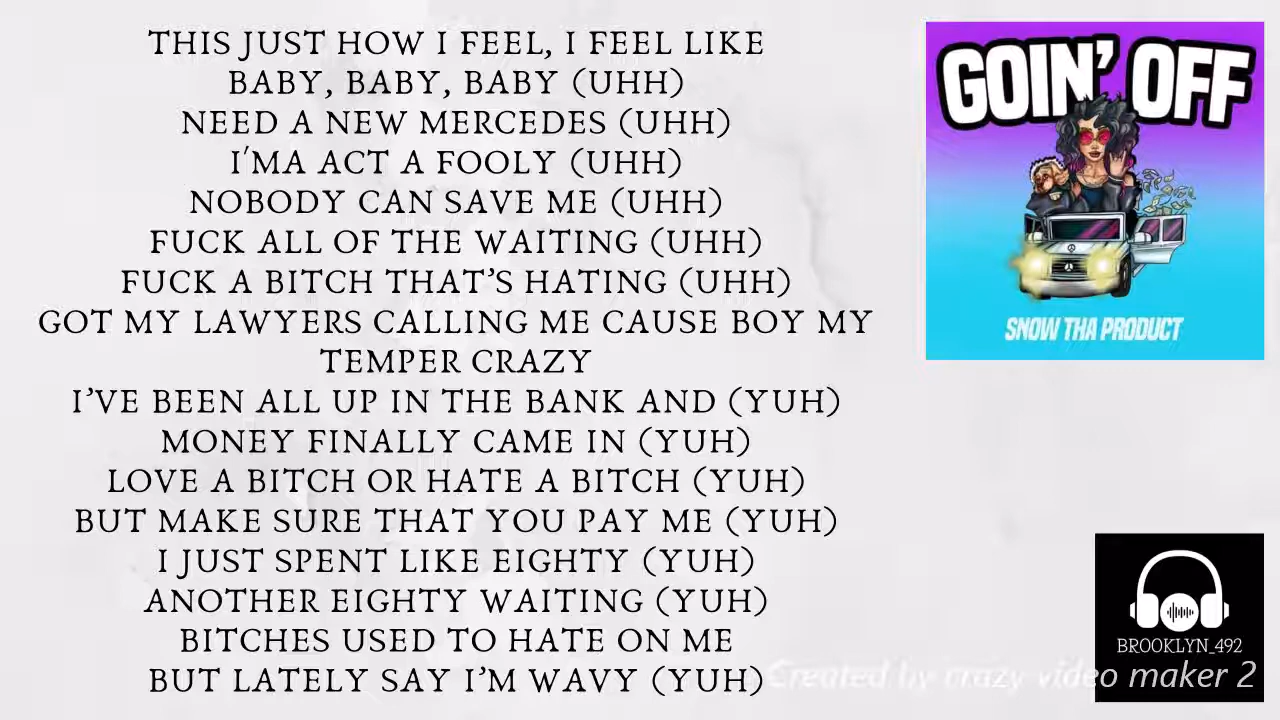 THIS JUST HOW I FEEL, I FEEL LIKE
BABY, BABY, BABY (UHH)
NEED A NEW MERCEDES (UHH)
I'MA ACT A FOOLY (UHH)
NOBODY CAN SAVE ME (UHH)
FUCK ALL OF THE WAITING (UHH)
FUCK A BITCH THAT’S HATING (UHH)
GOT MY LAWYERS CALLING ME CAUSE BOY MY
TEMPER CRAZY
I’VE BEEN ALL UP IN THE BANK AND (YUH)
MONEY FINALLY CAME IN (YUH)
LOVE A BITCH OR HATE A BITCH (YUH)
BUT MAKE SURE THAT YOU PAY ME (YUH)
I JUST SPENT LIKE EIGHTY (YUH)
ANOTHER EIGHTY WAITING (YUH)
BITCHES USED TO HATE ON ME
BUT LATELY SAY I’M WAVY (YUH)
GOIN' OFF
SNOW THA PRODUCT
BROOKLYN_492
Created by crazy video maker 2